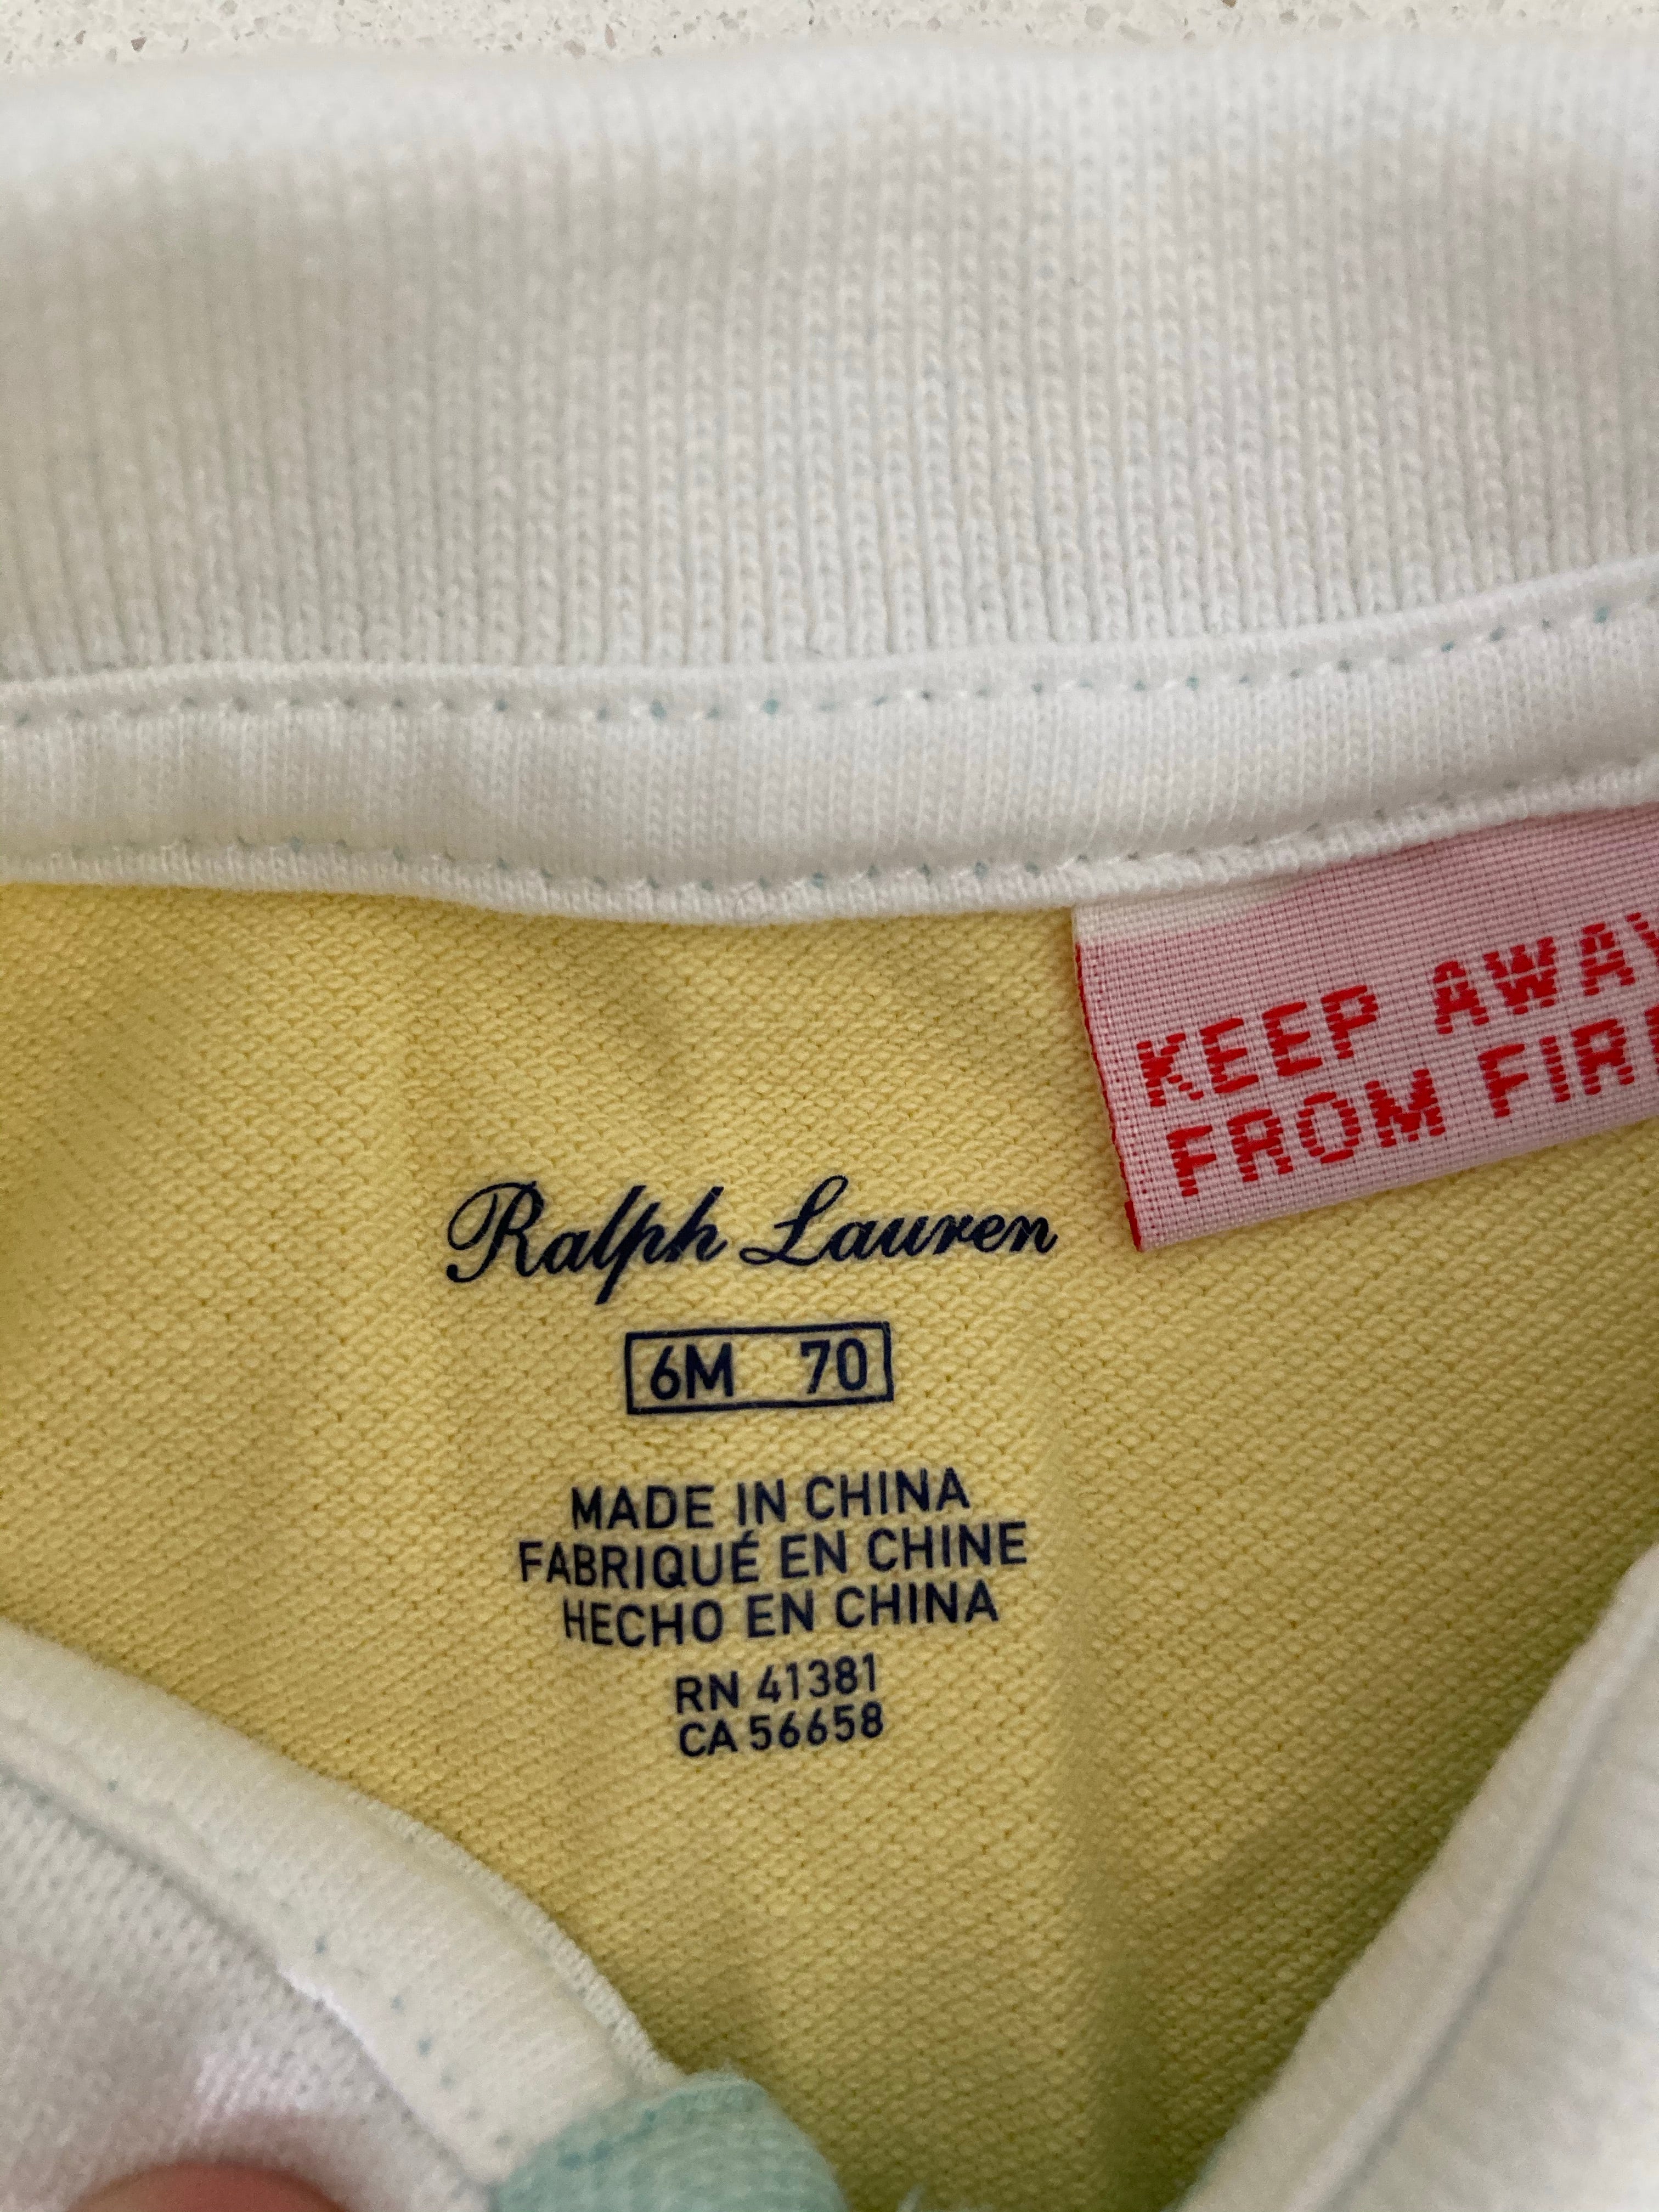 KEEP AWAY
FROM FIRE
Ralph Lauren
6M 70
MADE IN CHINA
FABRIQUÉ EN CHINE
HECHO EN CHINA
RN 41381
CA 56658